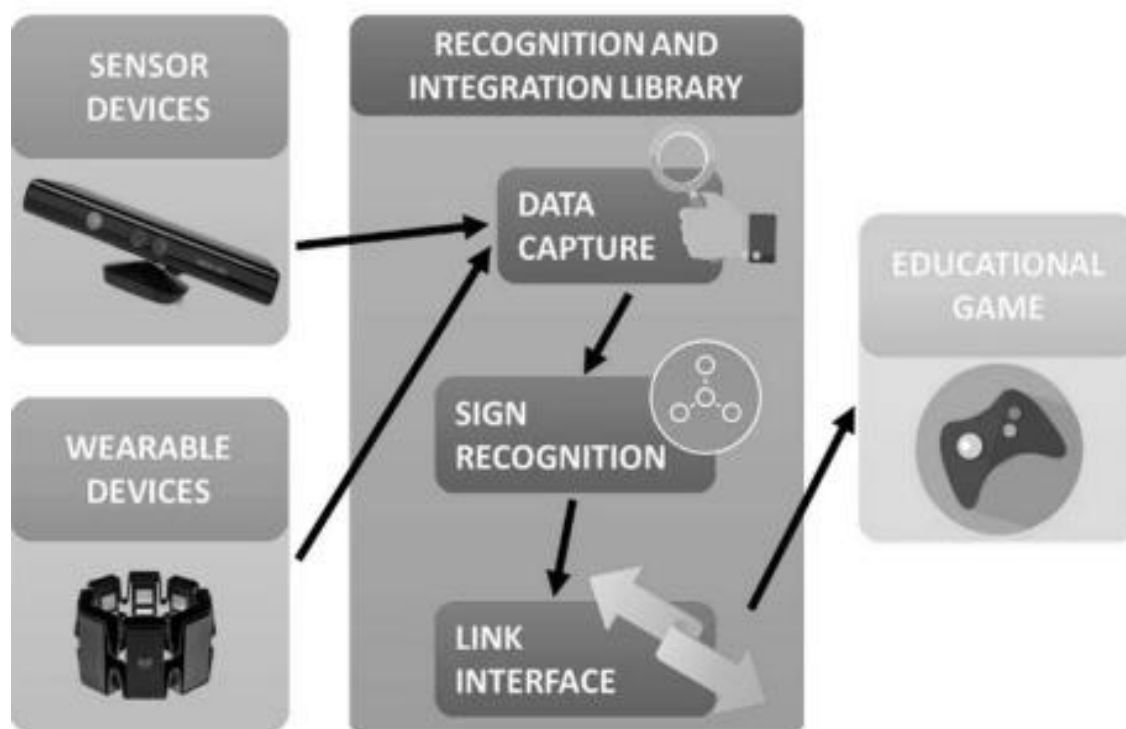 SENSOR
DEVICES
WEARABLE
DEVICES
RECOGNITION AND
INTEGRATION LIBRARY
DATA
CAPTURE
SIGN
RECOGNITION
LINK
INTERFACE
EDUCATIONAL
GAME